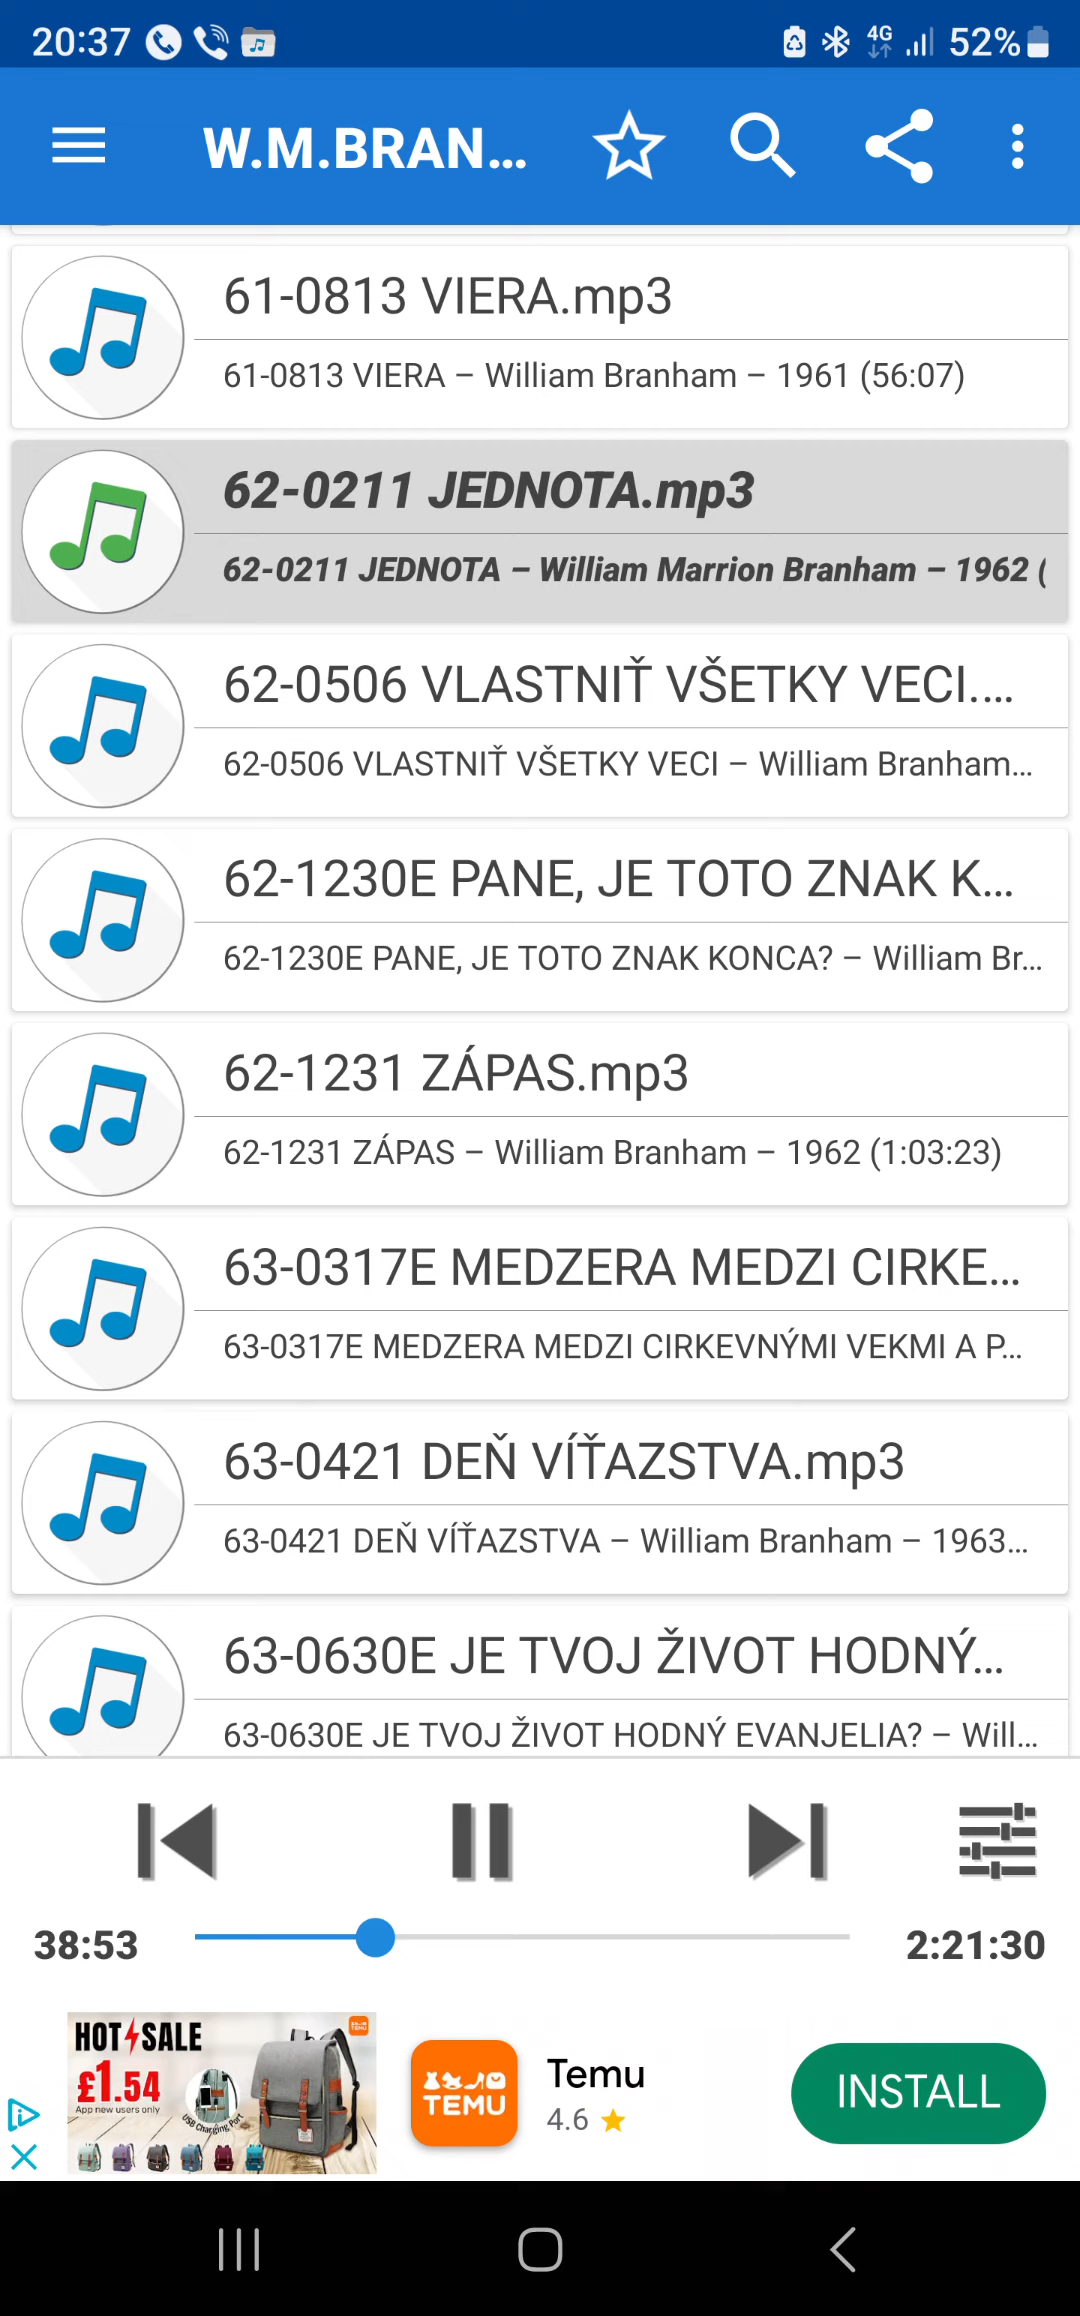 20:37 4G 52%
W.M.BRAN...
61-0813 VIERA.mp3
61-0813 VIERA – William Branham – 1961 (56:07)
62-0211 JEDNOTA.mp3
62-0211 JEDNOTA – William Marrion Branham – 1962 (
62-0506 VLASTNIŤ VŠETKY VECI....
62-0506 VLASTNIŤ VŠETKY VECI – William Branham...
62-1230E PANE, JE TOTO ZNAK K...
62-1230E PANE, JE TOTO ZNAK KONCA? – William Br...
62-1231 ZÁPAS.mp3
62-1231 ZÁPAS – William Branham – 1962 (1:03:23)
63-0317E MEDZERA MEDZI CIRKE...
63-0317E MEDZERA MEDZI CIRKEVNÝMI VEKMI A P...
63-0421 DEŇ VÍŤAZSTVA.mp3
63-0421 DEŇ VÍŤAZSTVA – William Branham – 1963...
63-0630E JE TVOJ ŽIVOT HODNÝ...
63-0630E JE TVOJ ŽIVOT HODNÝ EVANJELIA? – Will...
38:53 2:21:30
HOT SALE
£1.54
App new users only
USB Charging Port
TEMU
Temu
4.6
INSTALL